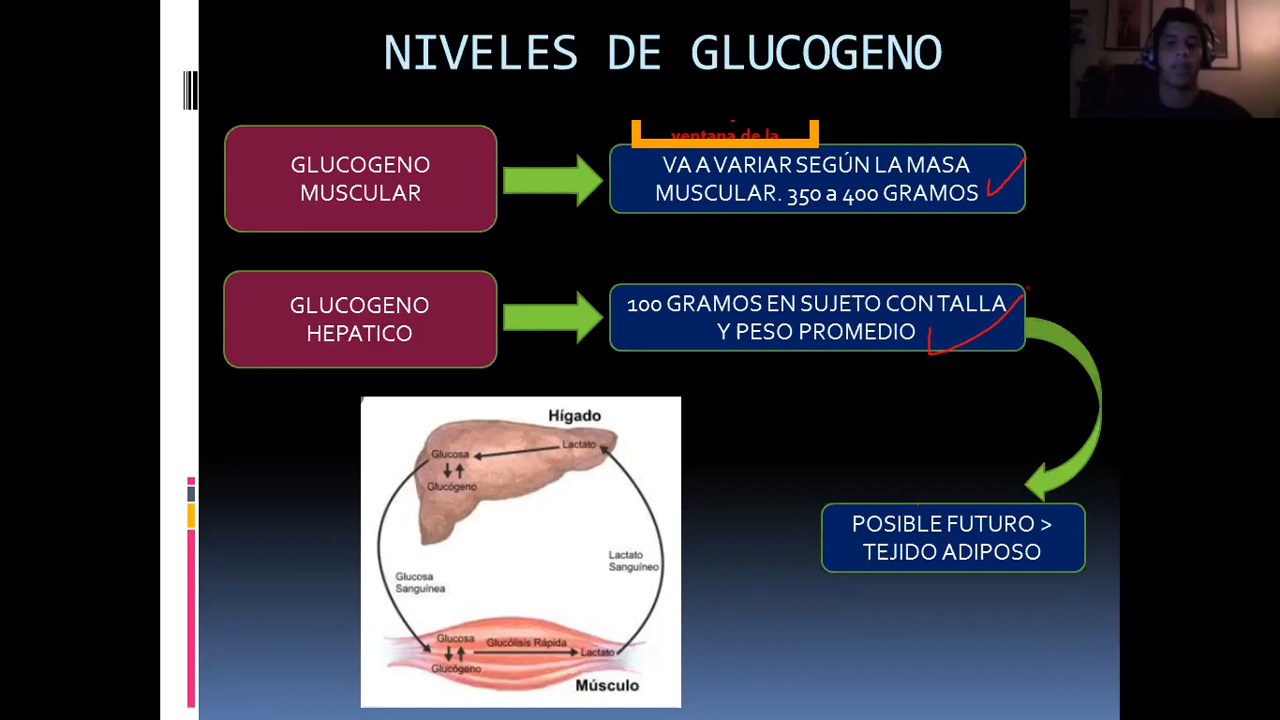 NIVELES DE GLUCOGENO
ventana de la
GLUCOGENO
MUSCULAR
VA A VARIAR SEGÚN LA MASA
MUSCULAR. 350 a 400 GRAMOS
GLUCOGENO
HEPATICO
100 GRAMOS EN SUJETO CON TALLA
Y PESO PROMEDIO
POSIBLE FUTURO >
TEJIDO ADIPOSO
Hígado
Lactato
Glucosa
Glucógeno
Lactato
Sanguíneo
Glucosa
Sanguínea
Glucosa
Glucólisis Rápida
Lactato
Glucógeno
Músculo